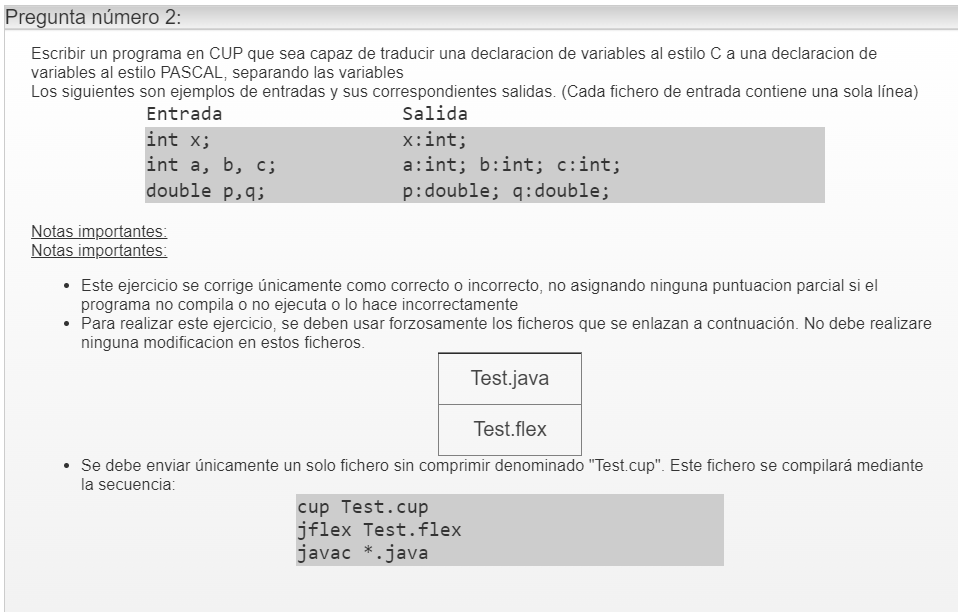 Pregunta número 2:
Escribir un programa en CUP que sea capaz de traducir una declaracion de variables al estilo C a una declaracion de
variables al estilo PASCAL, separando las variables
Los siguientes son ejemplos de entradas y sus correspondientes salidas. (Cada fichero de entrada contiene una sola línea)
Entrada Salida
int x; x:int;
int a, b, c; a:int; b:int; c:int;
double p,q; p:double; q:double;
Notas importantes:
Notas importantes:
• Este ejercicio se corrige únicamente como correcto o incorrecto, no asignando ninguna puntuacion parcial si el
programa no compila o no ejecuta o lo hace incorrectamente
• Para realizar este ejercicio, se deben usar forzosamente los ficheros que se enlazan a contnuación. No debe realizare
ninguna modificacion en estos ficheros.
Test.java
Test.flex
• Se debe enviar únicamente un solo fichero sin comprimir denominado "Test.cup". Este fichero se compilará mediante
la secuencia:
cup Test.cup
jflex Test.flex
javac *.java